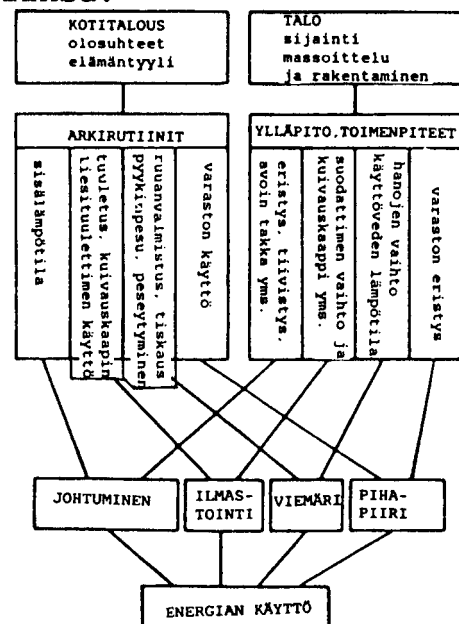 KOTITALOUS
olosuhteet
elämäntyyli
TALO
sijainti
massoittelu
ja rakentaminen
ARKIRUTIINIT
sisälämpötila
tuuletus, kuivauskaapin
liesituulettimen käyttö
ruuanvalmistus, tiskaus
pyykinpesu, peseytyminen
varaston käyttö
YLLÄPITO,TOIMENPITEET
eristys, tiivistys,
avoin takka yms.
suodattimen vaihto ja
kuivauskaappi yms.
hanojen vaihto
käyttöveden lämpötila
varaston eristys
JOHTUMINEN
ILMAS-
TOINTI
VIEMÄRI
PIHA-
PIIRI
ENERGIAN KÄYTTÖ